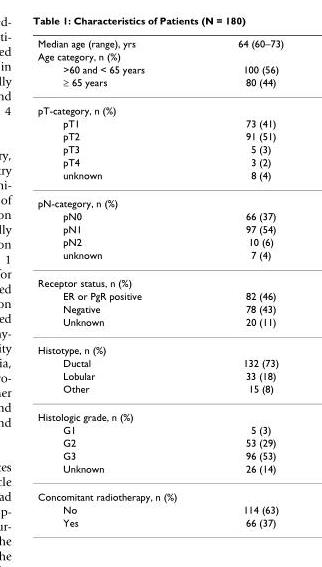 Table 1: Characteristics of Patients (N = 180)
Median age (range), yrs 64 (60–73)
Age category, n (%)
>60 and < 65 years 100 (56)
≥ 65 years 80 (44)
pT-category, n (%)
pT1 73 (41)
pT2 91 (51)
pT3 5 (3)
pT4 3 (2)
unknown 8 (4)
pN-category, n (%)
pN0 66 (37)
pN1 97 (54)
pN2 10 (6)
unknown 7 (4)
Receptor status, n (%)
ER or PgR positive 82 (46)
Negative 78 (43)
Unknown 20 (11)
Histotype, n (%)
Ductal 132 (73)
Lobular 33 (18)
Other 15 (8)
Histologic grade, n (%)
G1 5 (3)
G2 53 (29)
G3 96 (53)
Unknown 26 (14)
Concomitant radiotherapy, n (%)
No 114 (63)
Yes 66 (37)